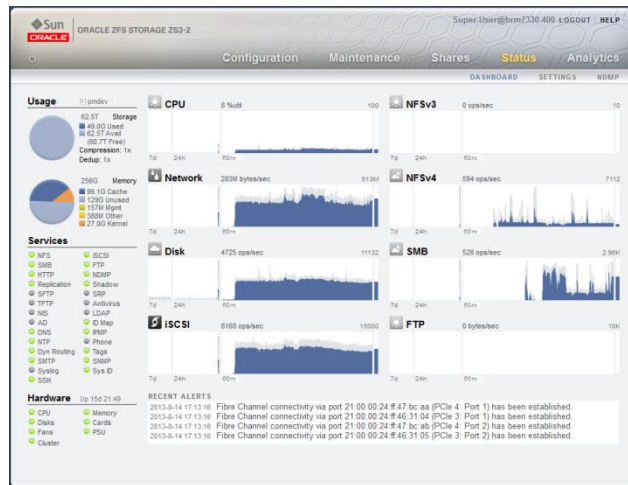 Sun
ORACLE
ORACLE ZFS STORAGE ZS3-2
Super-User@brm7330-400 LOGOUT HELP
Configuration Maintenance Shares Status Analytics
DASHBOARD SETTINGS NDMP
Usage pmdev
62.5T Storage
49.0G Used
62.5T Avail
(60.7T Free)
Compression: 1x
Dedup: 1x
256G Memory
99.1G Cache
129G Unused
157M Mgmt
388M Other
27.0G Kernel
Services
NFS iSCSI
SMB FTP
HTTP NDMP
Replication Shadow
SFTP SRP
TFTP Antivirus
NIS LDAP
AD ID Map
DNS IPMP
NTP Phone
Dyn Routing Tags
SMTP SNMP
Syslog Sys ID
SSH
Hardware Up 15d 21:49
CPU Memory
Disks Cards
Fans PSU
Cluster
CPU 8 %util 100
7d 24h 60m
NFSv3 0 ops/sec 10
7d 24h 60m
Network 283M bytes/sec 513M
7d 24h 60m
NFSv4 594 ops/sec 7112
7d 24h 60m
Disk 4725 ops/sec 11132
7d 24h 60m
SMB 528 ops/sec 2.96K
7d 24h 60m
iSCSI 8168 ops/sec 15000
7d 24h 60m
FTP 0 bytes/sec 10K
7d 24h 60m
RECENT ALERTS
2013-8-14 17:13:16 Fibre Channel connectivity via port 21:00:00:24:ff:47:bc:aa (PCIe 4: Port 1) has been established.
2013-8-14 17:13:16 Fibre Channel connectivity via port 21:00:00:24:ff:46:31:04 (PCIe 3: Port 1) has been established.
2013-8-14 17:13:16 Fibre Channel connectivity via port 21:00:00:24:ff:47:bc:ab (PCIe 4: Port 2) has been established.
2013-8-14 17:13:16 Fibre Channel connectivity via port 21:00:00:24:ff:46:31:05 (PCIe 3: Port 2) has been established.